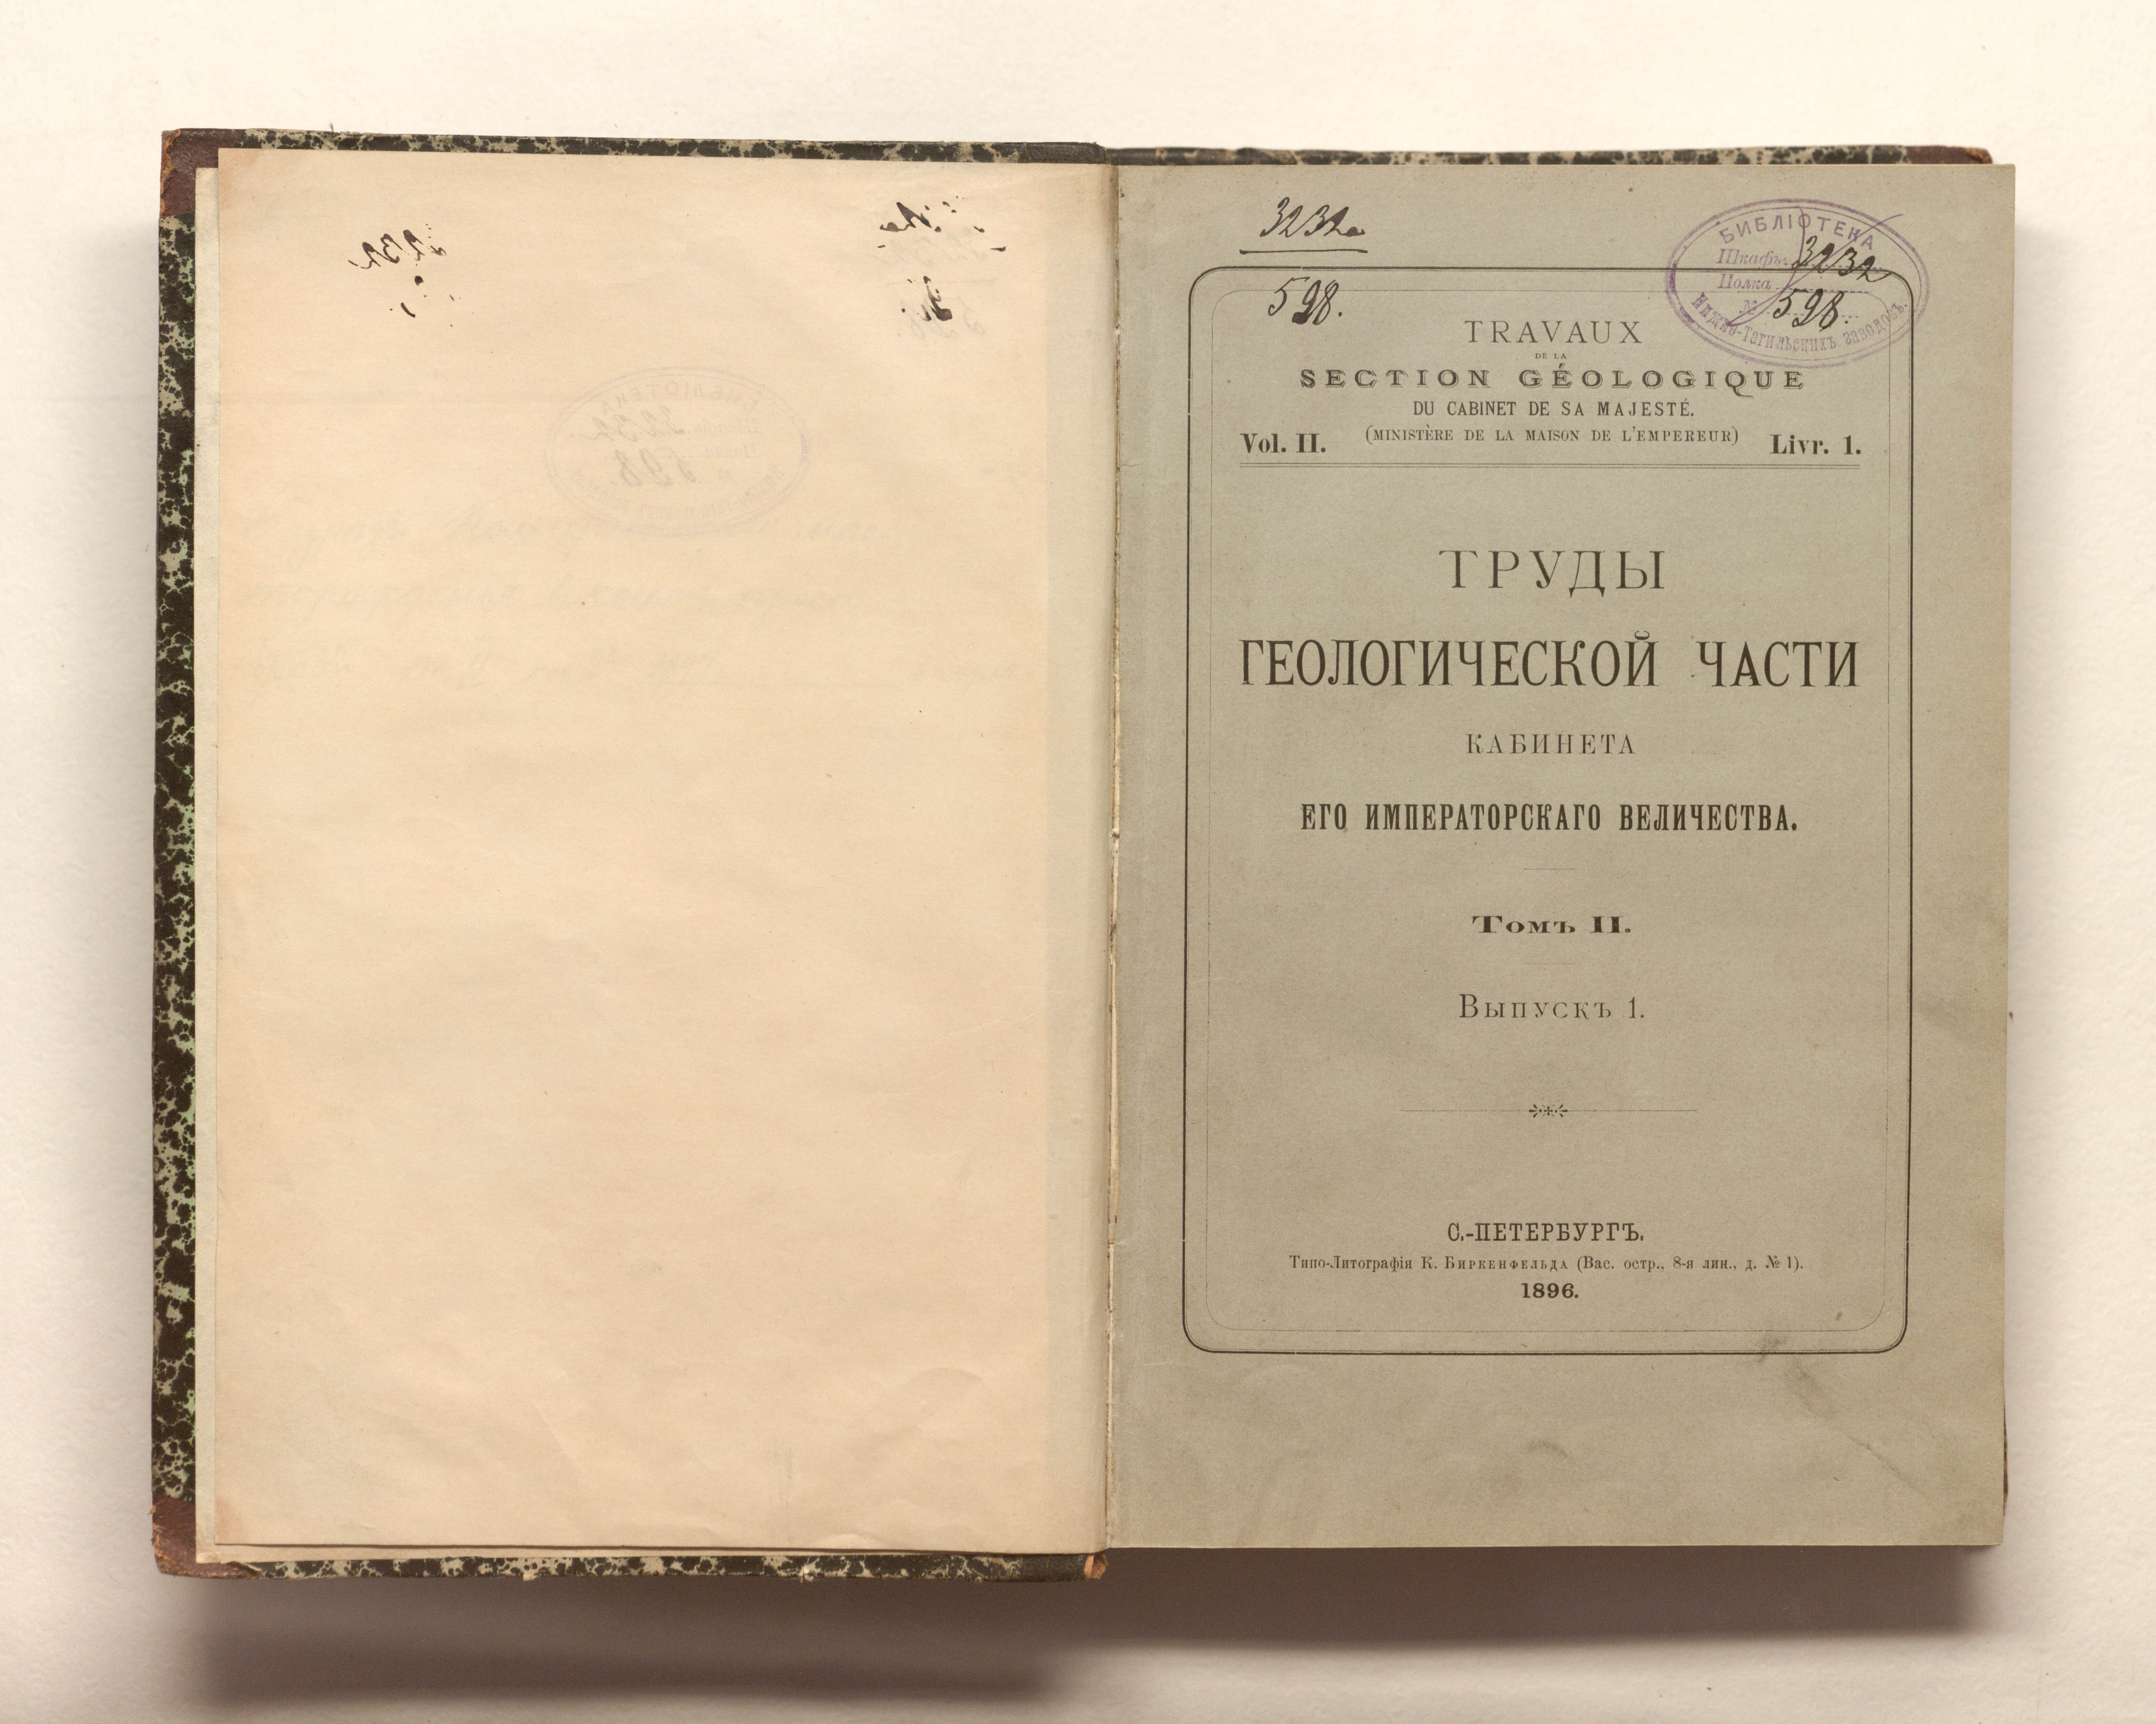 3232а
598.
БИБЛІОТЕКА
Шкафъ 3232
Полка
№ 598.
Нижно-Тагильскихъ Заводовъ.
TRAVAUX
DE LA
SECTION GÉOLOGIQUE
DU CABINET DE SA MAJESTÉ.
(MINISTÈRE DE LA MAISON DE L'EMPEREUR)
Vol. II. Livr. 1.
ТРУДЫ
ГЕОЛОГИЧЕСКОЙ ЧАСТИ
КАБИНЕТА
ЕГО ИМПЕРАТОРСКАГО ВЕЛИЧЕСТВА.
Томъ II.
Выпускъ 1.
С.-ПЕТЕРБУРГЪ.
Типо-Литографія К. Биркенфельда (Вас. остр., 8-я лин., д. № 1).
1896.